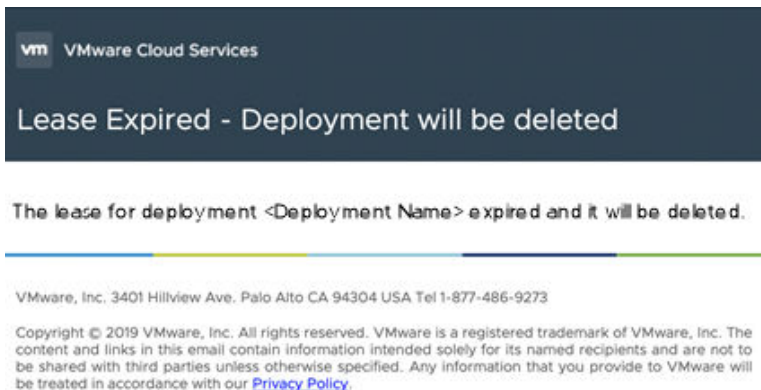 vm VMware Cloud Services
Lease Expired - Deployment will be deleted
The lease for deployment <Deployment Name> expired and it will be deleted.
VMware, Inc. 3401 Hillview Ave. Palo Alto CA 94304 USA Tel 1-877-486-9273
Copyright © 2019 VMware, Inc. All rights reserved. VMware is a registered trademark of VMware, Inc. The
content and links in this email contain information intended solely for its named recipients and are not to
be shared with third parties unless otherwise specified. Any information that you provide to VMware will
be treated in accordance with our Privacy Policy.